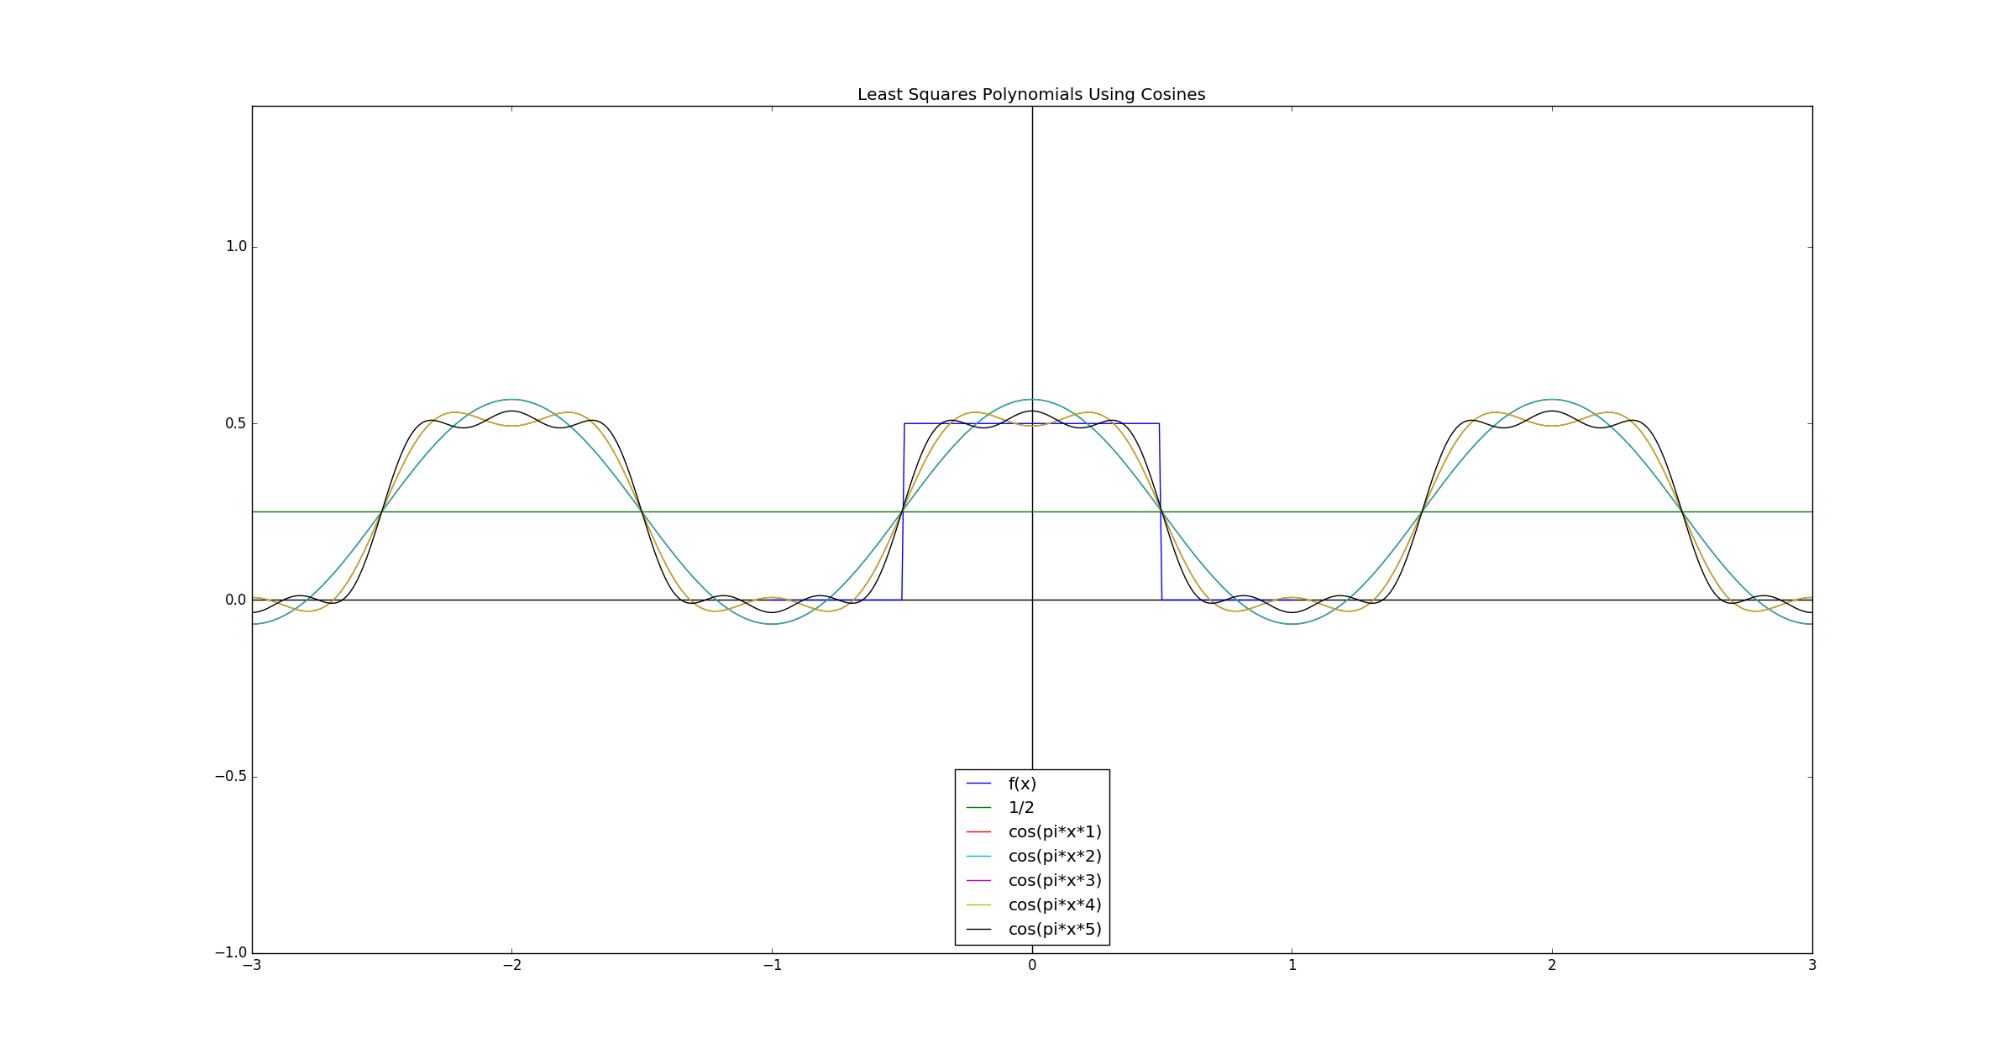 Least Squares Polynomials Using Cosines
1.0
0.5
0.0
−0.5
−1.0
−3 −2 −1 0 1 2 3
f(x)
1/2
cos(pi*x*1)
cos(pi*x*2)
cos(pi*x*3)
cos(pi*x*4)
cos(pi*x*5)